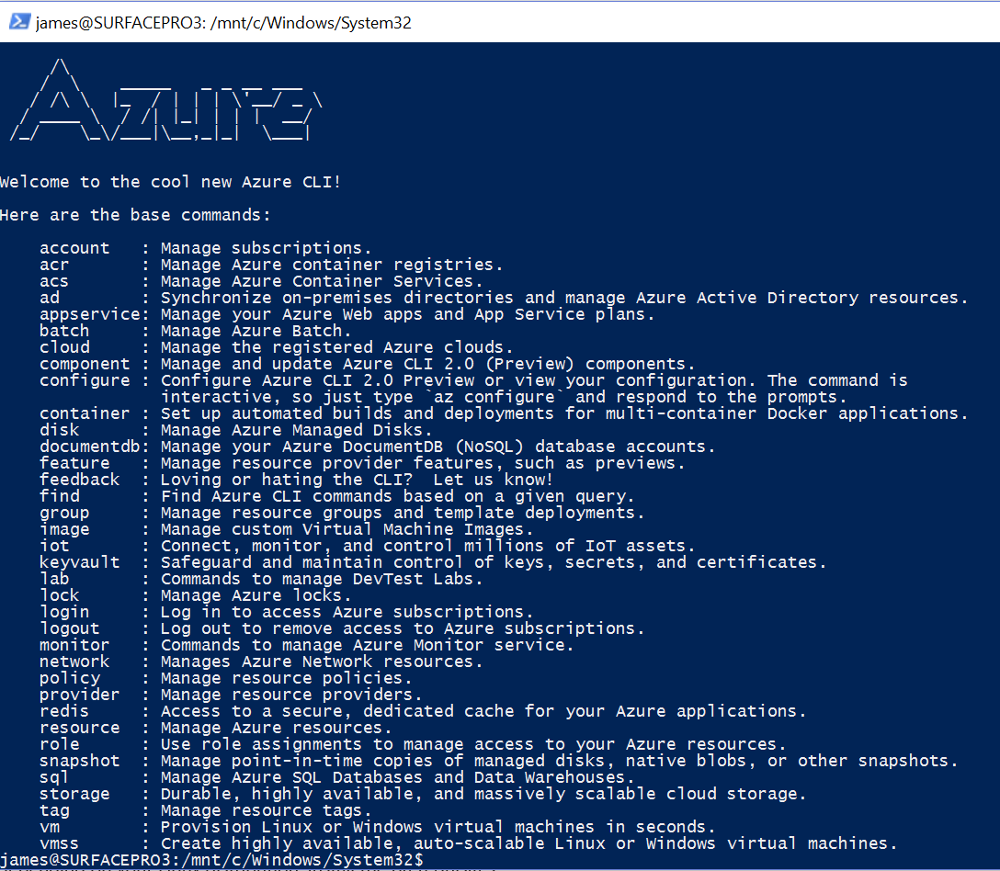 james@SURFACEPRO3: /mnt/c/Windows/System32
Azure
Welcome to the cool new Azure CLI!
Here are the base commands:
account   : Manage subscriptions.
acr       : Manage Azure container registries.
acs       : Manage Azure Container Services.
ad        : Synchronize on-premises directories and manage Azure Active Directory resources.
appservice: Manage your Azure Web apps and App Service plans.
batch     : Manage Azure Batch.
cloud     : Manage the registered Azure clouds.
component : Manage and update Azure CLI 2.0 (Preview) components.
configure : Configure Azure CLI 2.0 Preview or view your configuration. The command is
interactive, so just type `az configure` and respond to the prompts.
container : Set up automated builds and deployments for multi-container Docker applications.
disk      : Manage Azure Managed Disks.
documentdb: Manage your Azure DocumentDB (NoSQL) database accounts.
feature   : Manage resource provider features, such as previews.
feedback  : Loving or hating the CLI?  Let us know!
find      : Find Azure CLI commands based on a given query.
group     : Manage resource groups and template deployments.
image     : Manage custom Virtual Machine Images.
iot       : Connect, monitor, and control millions of IoT assets.
keyvault  : Safeguard and maintain control of keys, secrets, and certificates.
lab       : Commands to manage DevTest Labs.
lock      : Manage Azure locks.
login     : Log in to access Azure subscriptions.
logout    : Log out to remove access to Azure subscriptions.
monitor   : Commands to manage Azure Monitor service.
network   : Manages Azure Network resources.
policy    : Manage resource policies.
provider  : Manage resource providers.
redis     : Access to a secure, dedicated cache for your Azure applications.
resource  : Manage Azure resources.
role      : Use role assignments to manage access to your Azure resources.
snapshot  : Manage point-in-time copies of managed disks, native blobs, or other snapshots.
sql       : Manage Azure SQL Databases and Data Warehouses.
storage   : Durable, highly available, and massively scalable cloud storage.
tag       : Manage resource tags.
vm        : Provision Linux or Windows virtual machines in seconds.
vmss      : Create highly available, auto-scalable Linux or Windows virtual machines.
james@SURFACEPRO3:/mnt/c/Windows/System32$